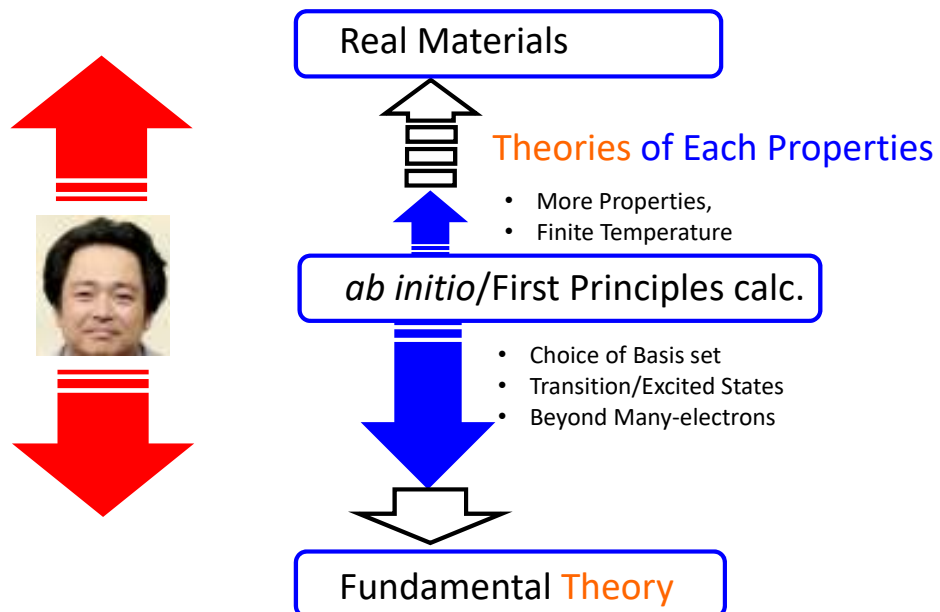 Real Materials
Theories of Each Properties
• More Properties,
• Finite Temperature
ab initio/First Principles calc.
• Choice of Basis set
• Transition/Excited States
• Beyond Many-electrons
Fundamental Theory